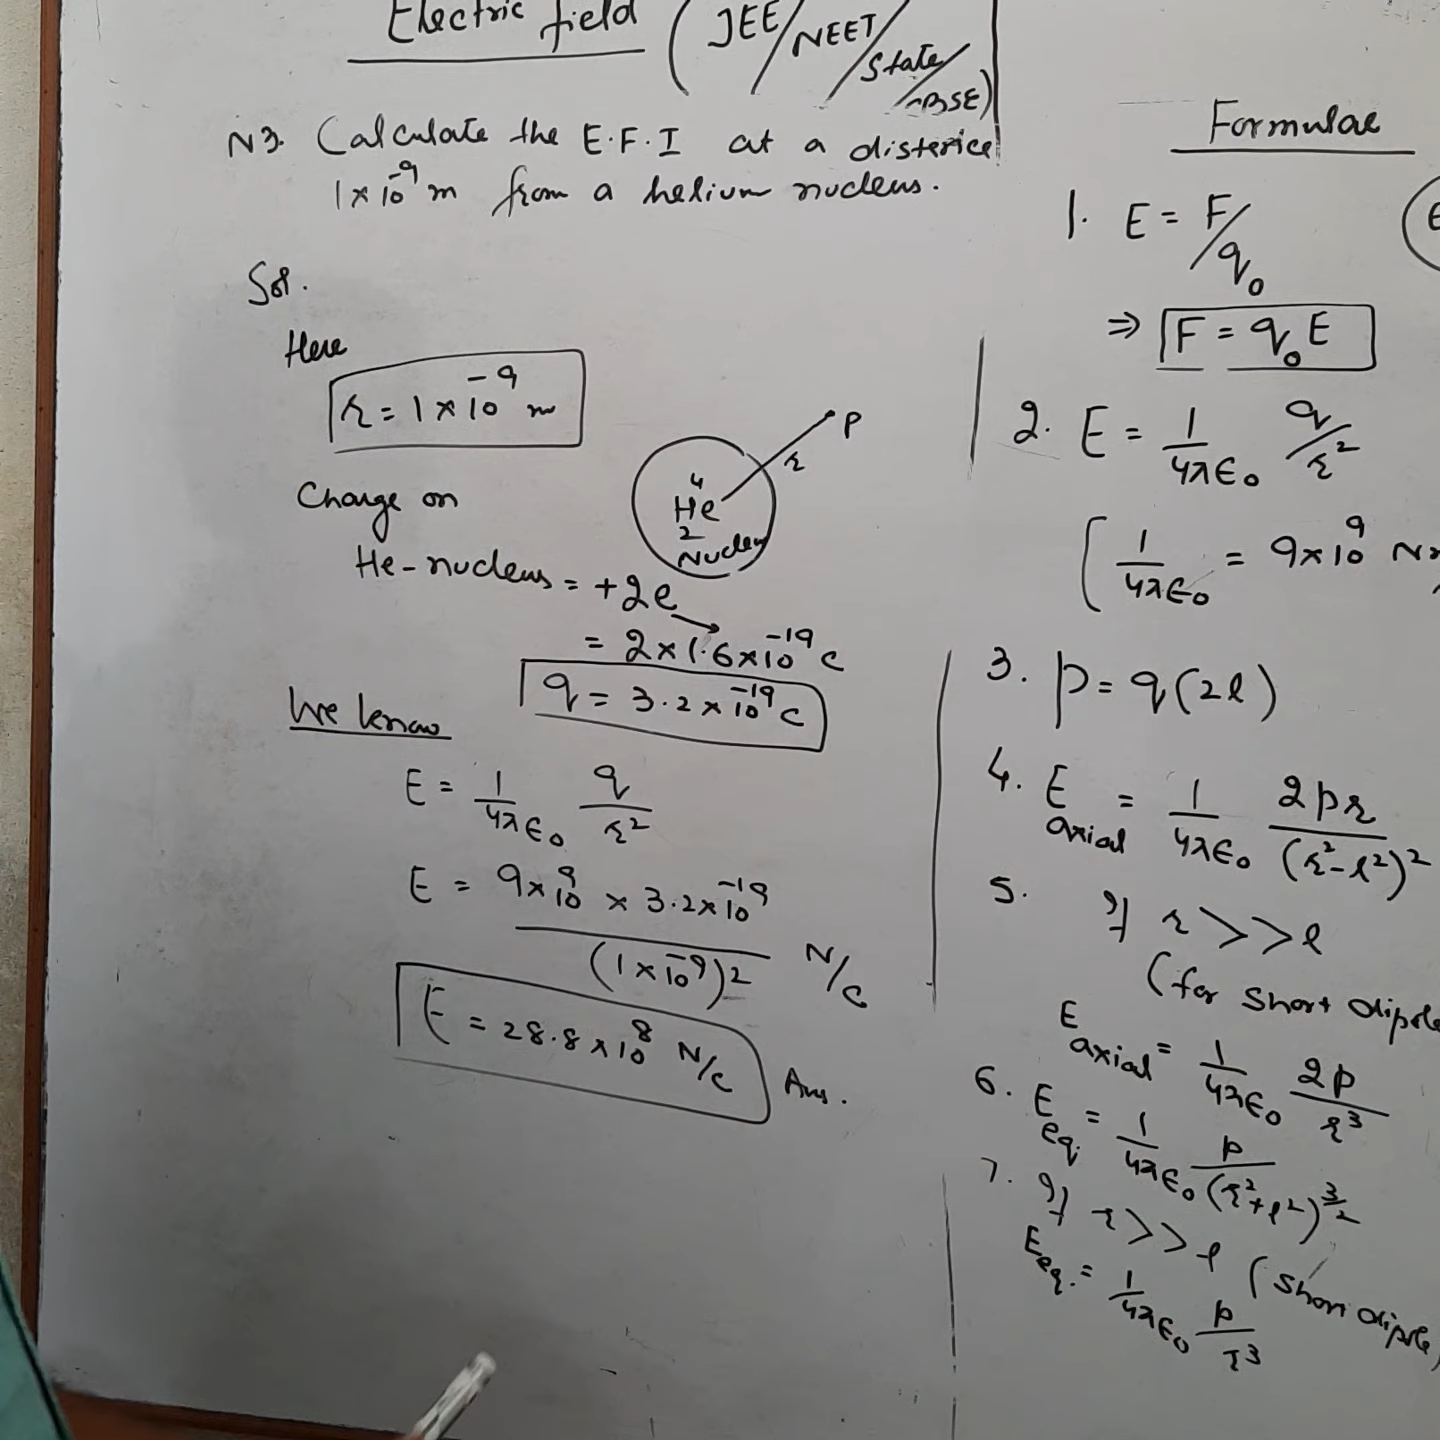 Electric field (JEE/NEET/State/CBSE)
N3. Calculate the E.F.I at a distance
1×10⁻⁹ m from a helium nucleus.
Sol.
Here
r = 1×10⁻⁹ m
P
r
4
He
2
Nucleus
Charge on
He-nucleus = +2e
= 2×1.6×10⁻¹⁹ C
q = 3.2×10⁻¹⁹ C
We know
E = 1/4πϵ₀ q/r²
E = 9×10⁹ × 3.2×10⁻¹⁹ / (1×10⁻⁹)² N/C
E = 28.8×10⁸ N/C Ans.
Formulae
1. E = F/q₀
⇒ F = q₀E
2. E = 1/4πϵ₀ q/r²
[1/4πϵ₀ = 9×10⁹
3. p = q(2l)
4. E axial = 1/4πϵ₀ 2pr/(r²-l²)²
5. If r >> l
(for short dipole
E axial = 1/4πϵ₀ 2p/r³
6. E eq. = 1/4πϵ₀ p/(r²+l²)^3/2
7. If r >> l (short dipole)
E eq. = 1/4πϵ₀ p/r³